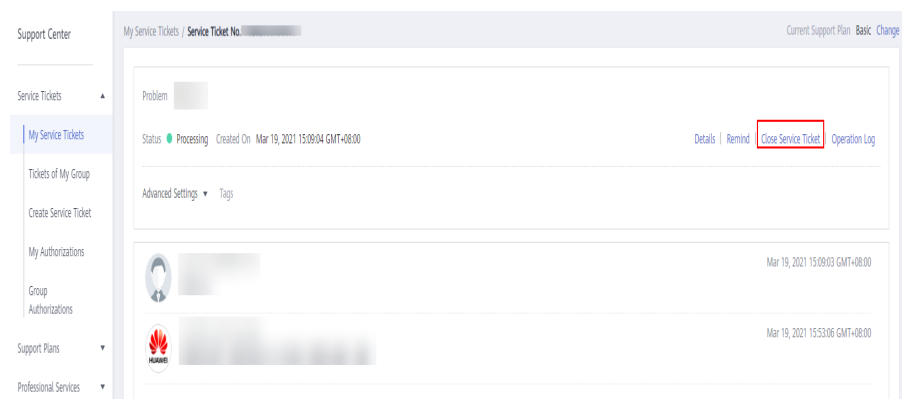 Support Center
My Service Tickets / Service Ticket No.
Current Support Plan Basic Change
Service Tickets
My Service Tickets
Tickets of My Group
Create Service Ticket
My Authorizations
Group
Authorizations
Support Plans
Professional Services
Problem
Status Processing Created On Mar 19, 2021 15:09:04 GMT+08:00
Details | Remind | Close Service Ticket | Operation Log
Advanced Settings Tags
Mar 19, 2021 15:09:03 GMT+08:00
HUAWEI
Mar 19, 2021 15:53:06 GMT+08:00